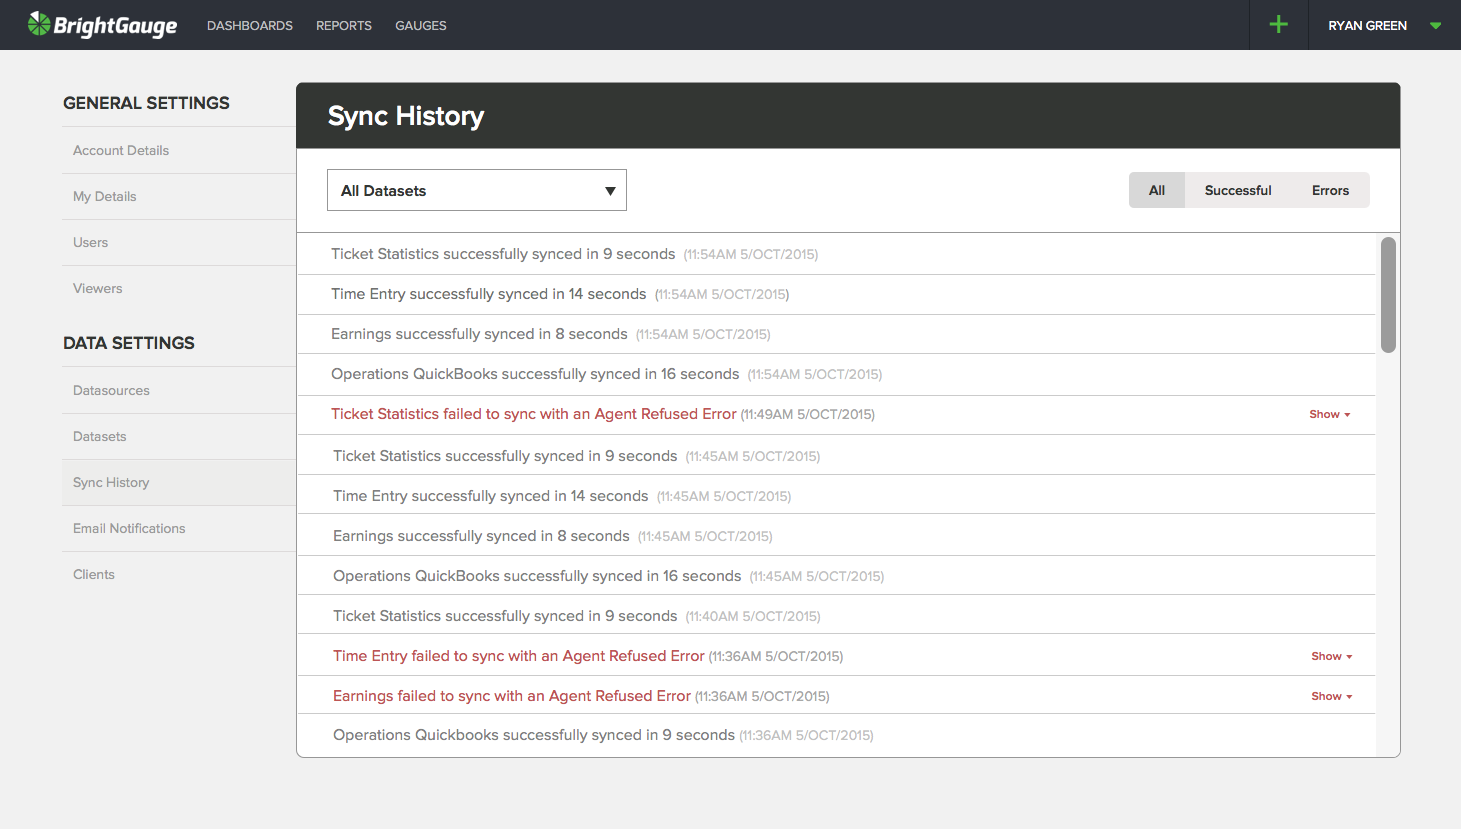 BrightGauge DASHBOARDS REPORTS GAUGES + RYAN GREEN
GENERAL SETTINGS
Account Details
My Details
Users
Viewers
DATA SETTINGS
Datasources
Datasets
Sync History
Email Notifications
Clients
Sync History
All Datasets All Successful Errors
Ticket Statistics successfully synced in 9 seconds (11:54AM 5/OCT/2015)
Time Entry successfully synced in 14 seconds (11:54AM 5/OCT/2015)
Earnings successfully synced in 8 seconds (11:54AM 5/OCT/2015)
Operations QuickBooks successfully synced in 16 seconds (11:54AM 5/OCT/2015)
Ticket Statistics failed to sync with an Agent Refused Error (11:49AM 5/OCT/2015) Show
Ticket Statistics successfully synced in 9 seconds (11:45AM 5/OCT/2015)
Time Entry successfully synced in 14 seconds (11:45AM 5/OCT/2015)
Earnings successfully synced in 8 seconds (11:45AM 5/OCT/2015)
Operations QuickBooks successfully synced in 16 seconds (11:45AM 5/OCT/2015)
Ticket Statistics successfully synced in 9 seconds (11:40AM 5/OCT/2015)
Time Entry failed to sync with an Agent Refused Error (11:36AM 5/OCT/2015) Show
Earnings failed to sync with an Agent Refused Error (11:36AM 5/OCT/2015) Show
Operations Quickbooks successfully synced in 9 seconds (11:36AM 5/OCT/2015)